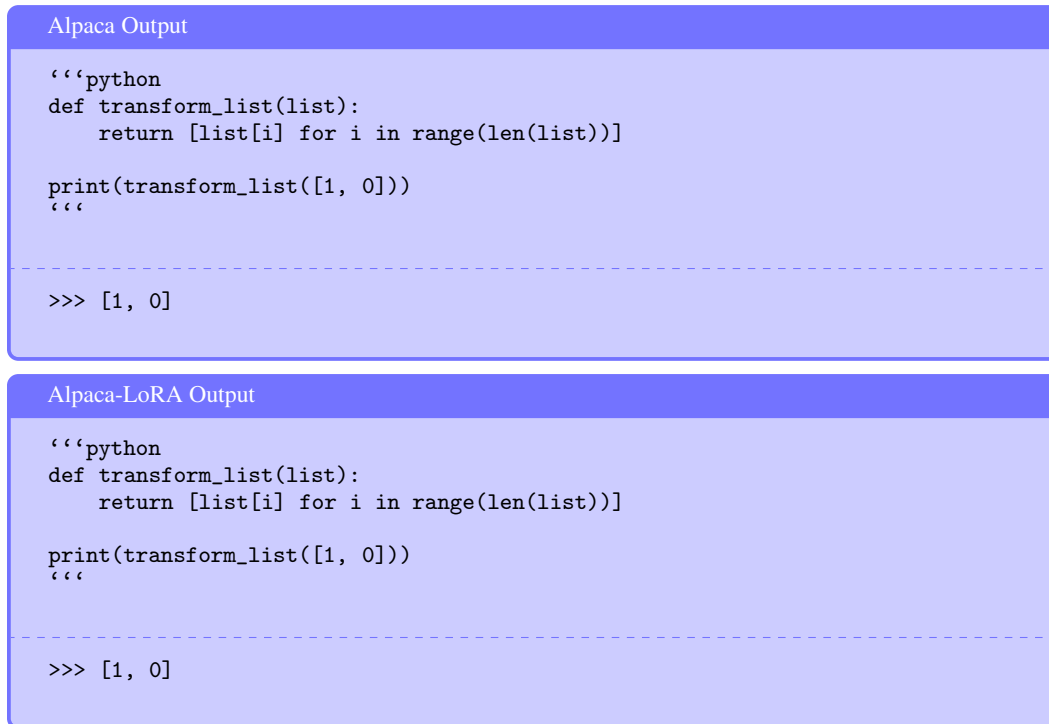 Alpaca Output
‘‘‘python
def transform_list(list):
    return [list[i] for i in range(len(list))]
print(transform_list([1, 0]))
‘‘‘
>>> [1, 0]
Alpaca-LoRA Output
‘‘‘python
def transform_list(list):
    return [list[i] for i in range(len(list))]
print(transform_list([1, 0]))
‘‘‘
>>> [1, 0]